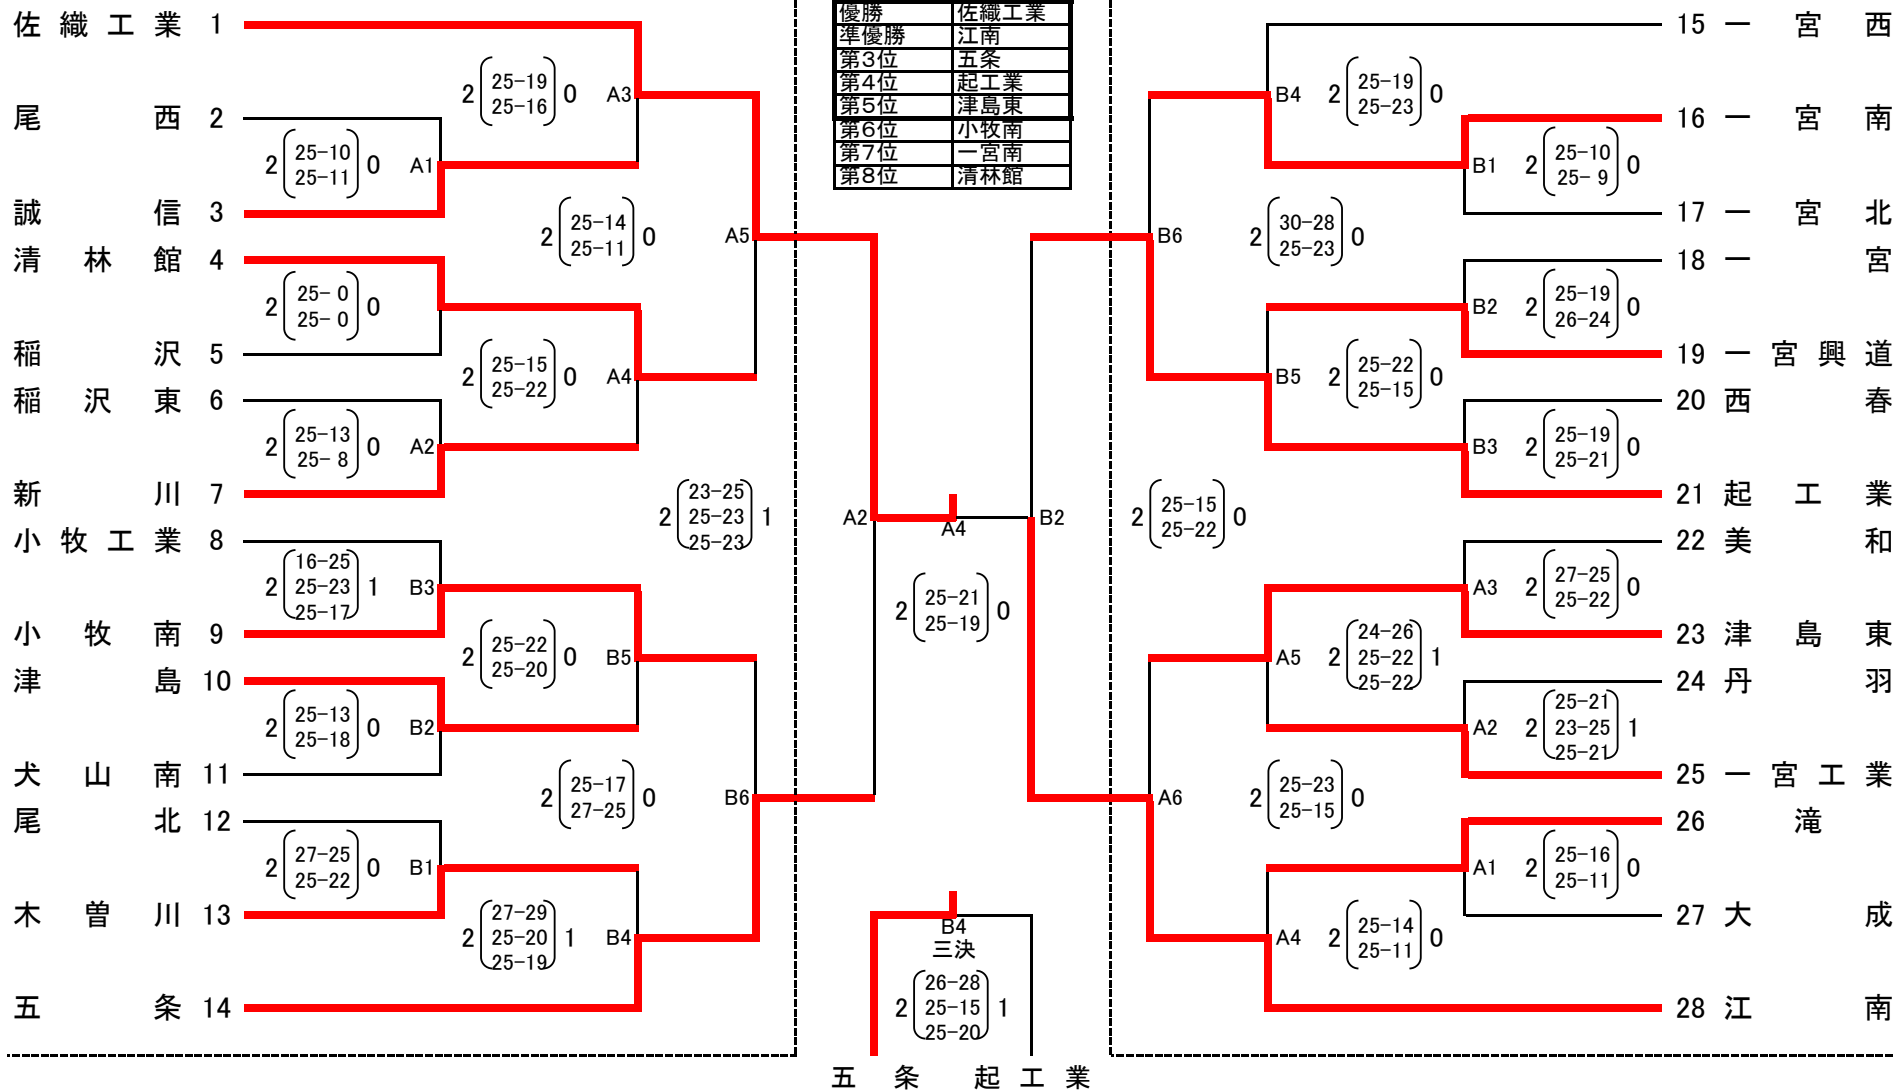 優勝 佐織工業
準優勝 江南
第3位 五条
第4位 起工業
第5位 津島東
第6位 小牧南
第7位 一宮南
第8位 清林館
佐織工業 1
2 25-19 0 A3
25-16
尾西 2
2 25-10 0 A1
25-11
誠信 3
2 25-14 0 A5
25-11
清林館 4
2 25- 0 0
25- 0
稲沢 5
2 25-15 0 A4
25-22
稲沢東 6
2 25-13 0 A2
25- 8
新川 7
2 23-25 1 A2
25-23
25-23
小牧工業 8
2 16-25 1 B3
25-23
25-17
小牧南 9
2 25-22 0 B5
25-20
津島 10
2 25-13 0 B2
25-18
犬山南 11
2 25-17 0 B6
27-25
尾北 12
2 27-25 0 B1
25-22
木曽川 13
2 27-29 1 B4
25-20
25-19
五条 14
A4
2 25-21 0
25-19
B4
三決
2 26-28 1
25-15
25-20
五条 起工業
15 一宮西
B4 2 25-19 0
25-23
16 一宮南
B1 2 25-10 0
25- 9
17 一宮北
B6 2 30-28 0
25-23
18 一宮
B2 2 25-19 0
26-24
19 一宮興道
B5 2 25-22 0
25-15
20 西春
B3 2 25-19 0
25-21
21 起工業
B2 2 25-15 0
25-22
22 美和
A3 2 27-25 0
25-22
23 津島東
A5 2 24-26 1
25-22
25-22
24 丹羽
A2 2 25-21 1
23-25
25-21
25 一宮工業
A6 2 25-23 0
25-15
26 滝
A1 2 25-16 0
25-11
27 大成
A4 2 25-14 0
25-11
28 江南